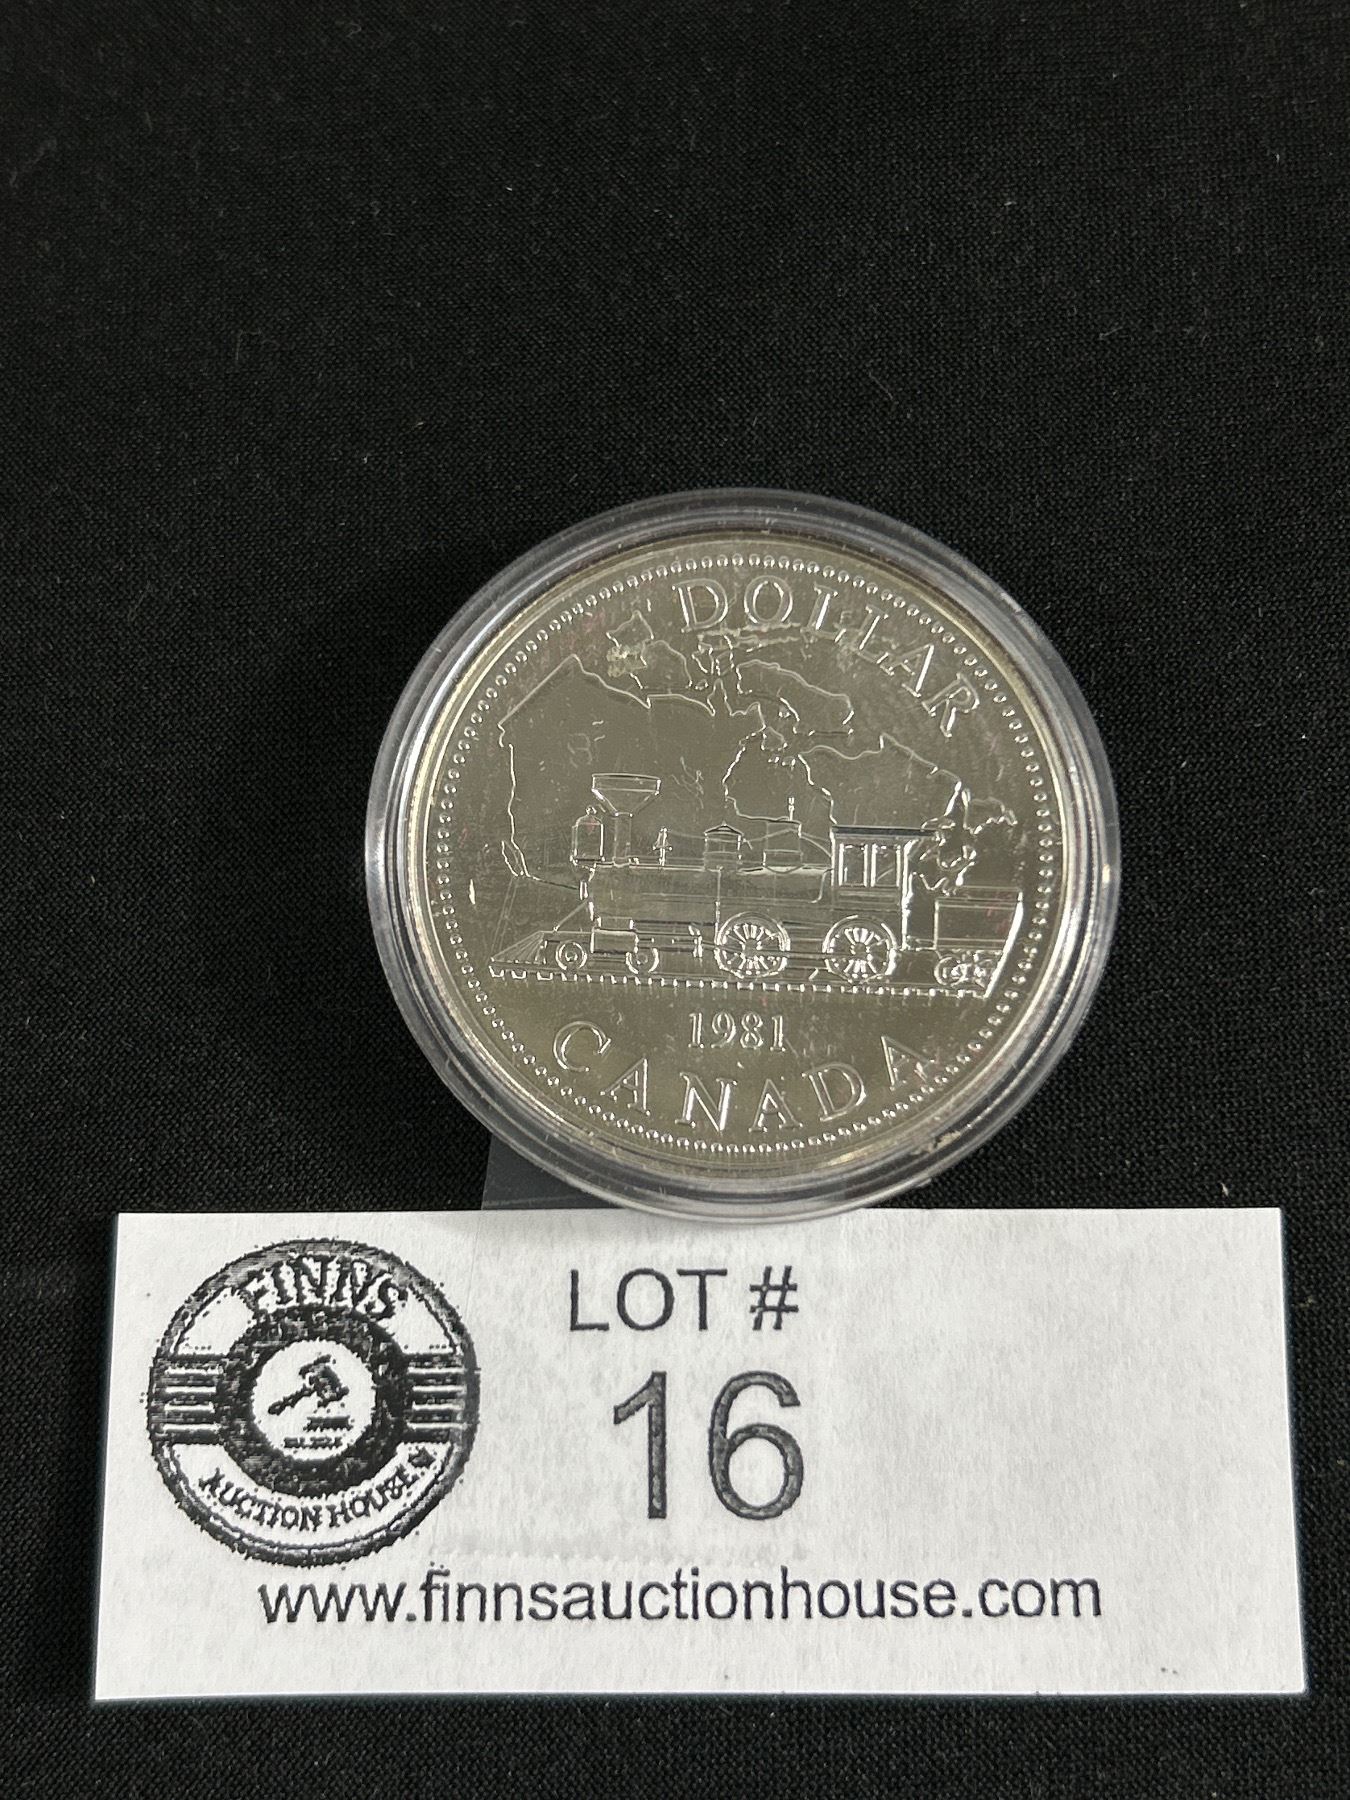 DOLLAR
1981
CANADA
FINNS
AUCTION HOUSE
LOT #
16
www.finnsauctionhouse.com